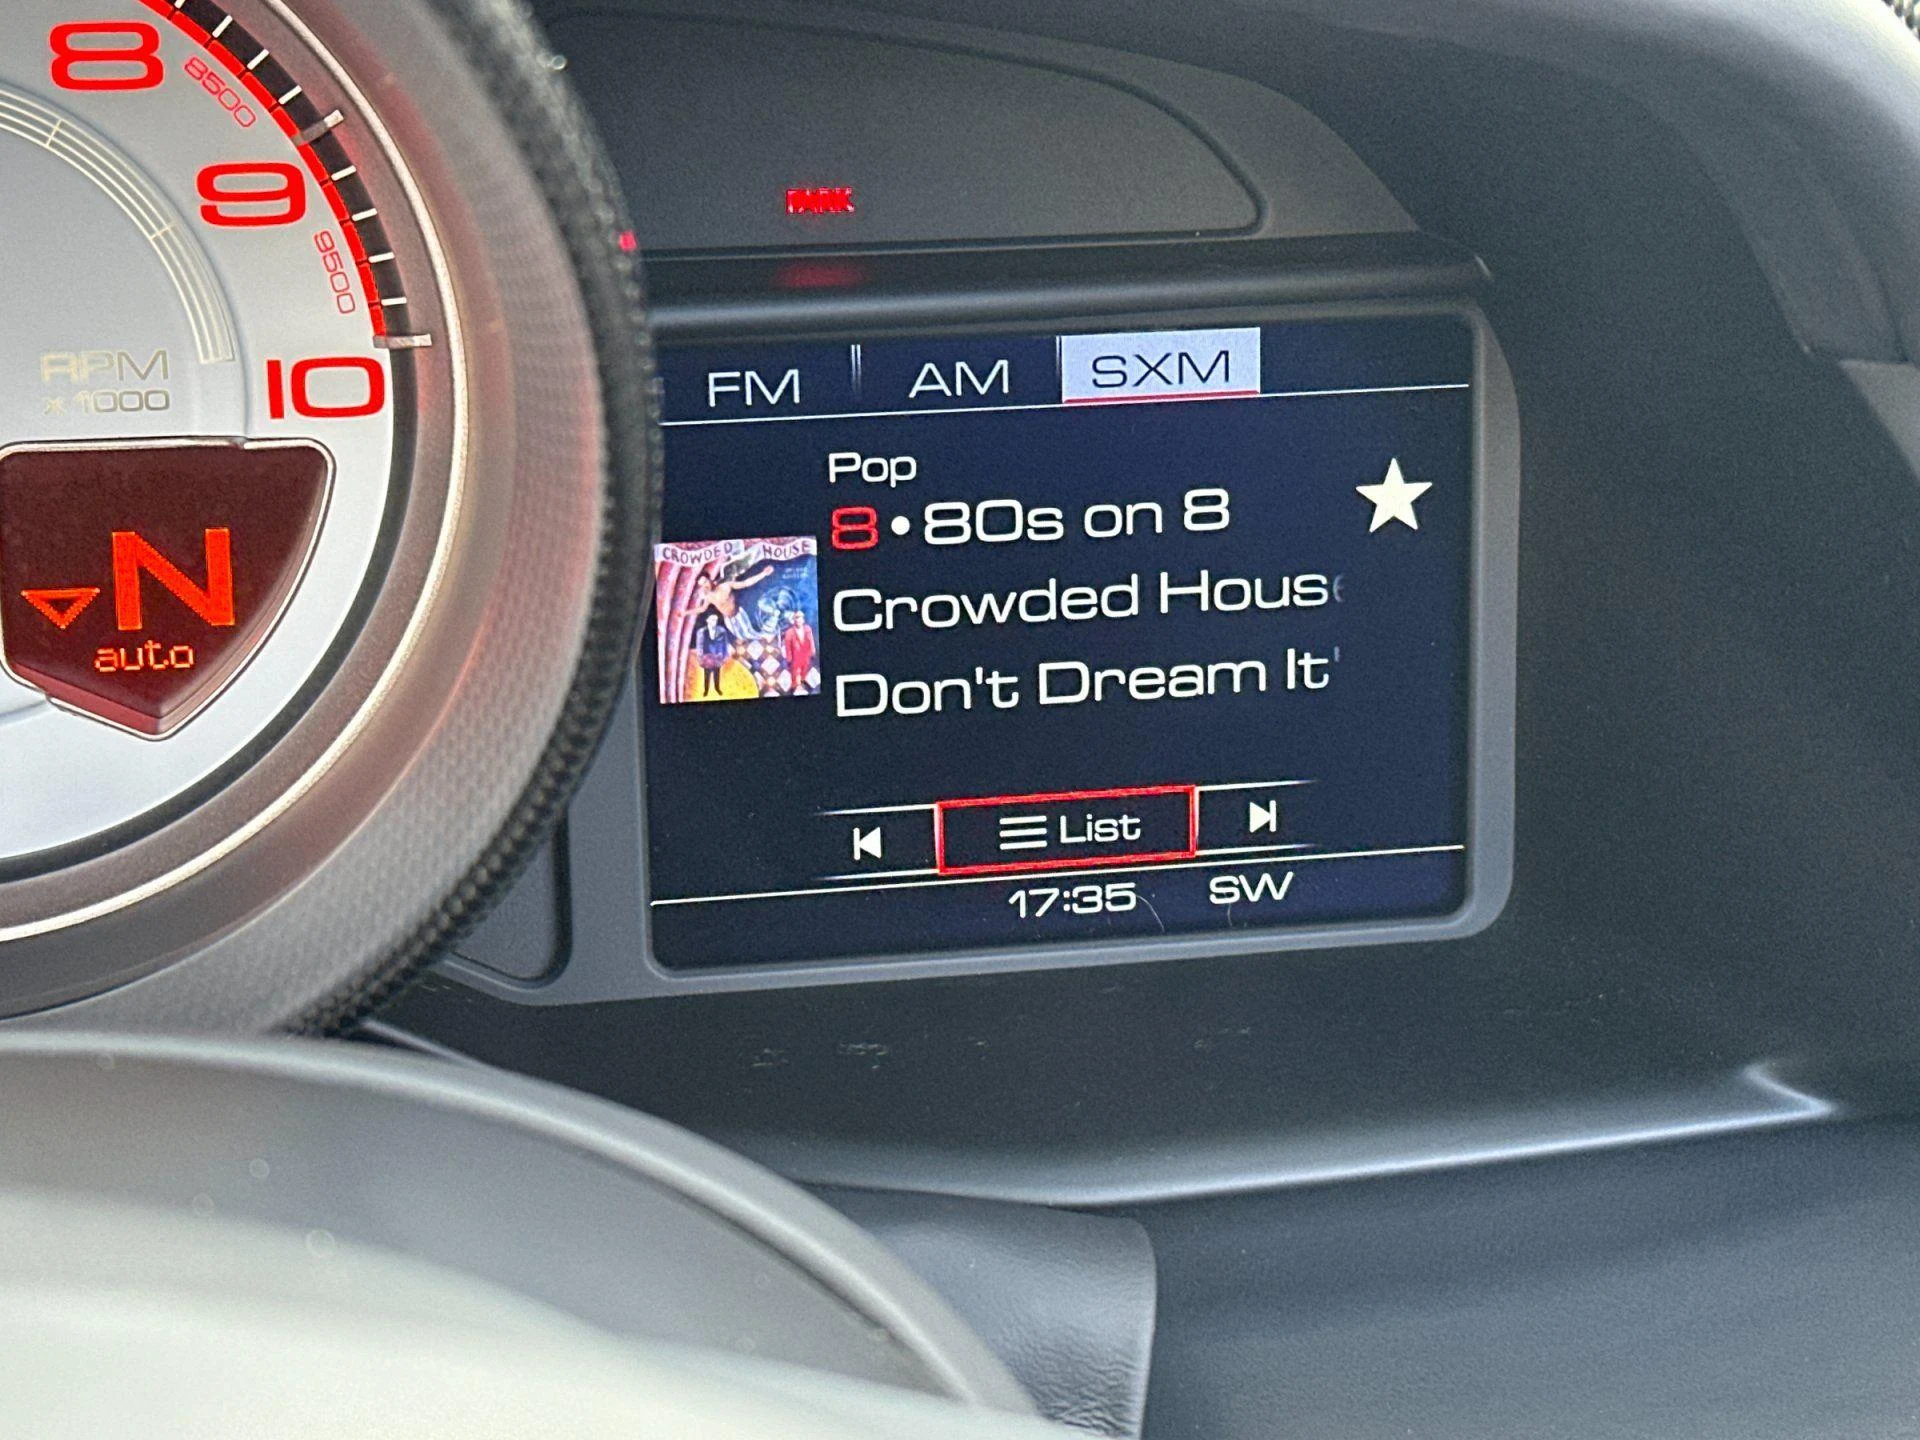 8
8500
9
9500
10
RPM
x 1000
N
auto
PARK
FM AM SXM
Pop
8•80s on 8
CROWDED HOUSE
Crowded Hous
Don't Dream It'
List
17:35 SW